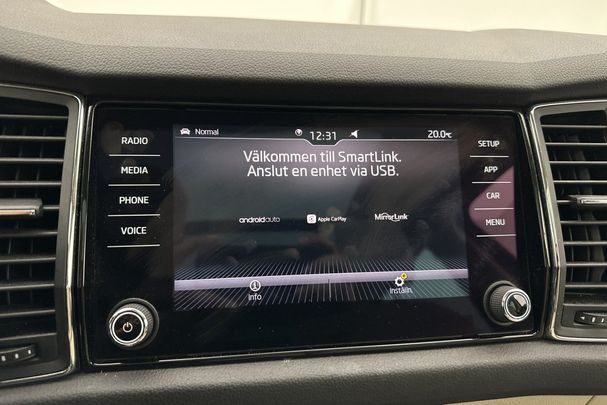 RADIO
MEDIA
PHONE
VOICE
Normal
12:31
20.0°C
Välkommen till SmartLink.
Anslut en enhet via USB.
androidauto
Apple CarPlay
MirrorLink
Info
Inställn.
SETUP
APP
CAR
MENU